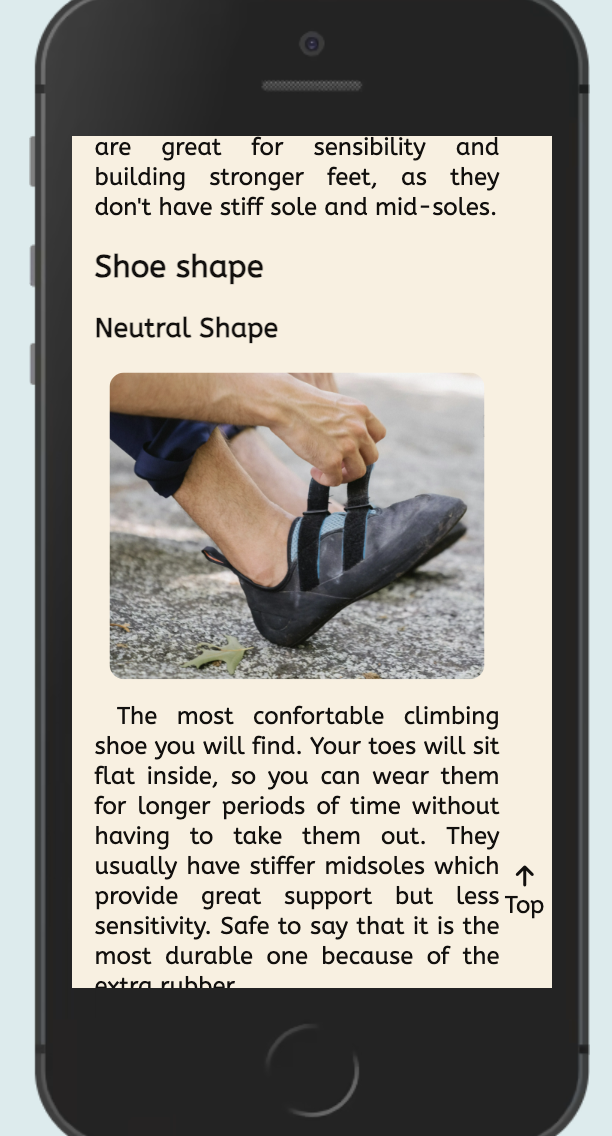 are great for sensibility and
building stronger feet, as they
don't have stiff sole and mid-soles.
Shoe shape
Neutral Shape
The most confortable climbing
shoe you will find. Your toes will sit
flat inside, so you can wear them
for longer periods of time without
having to take them out. They
usually have stiffer midsoles which
provide great support but less
sensitivity. Safe to say that it is the
most durable one because of the
extra rubber.
↑
Top